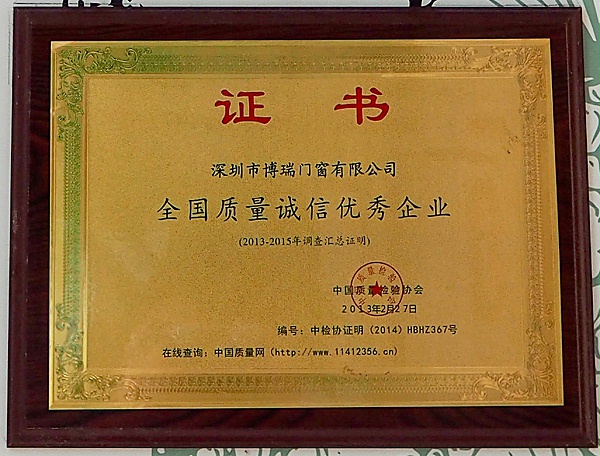 证 书
深圳市博瑞门窗有限公司
全国质量诚信优秀企业
(2013-2015年调查汇总证明)
中国质量检验协会
2013年2月27日
编号：中检协证明（2014）HBHZ367号
在线查询：中国质量网（http://www.11412356.cn）